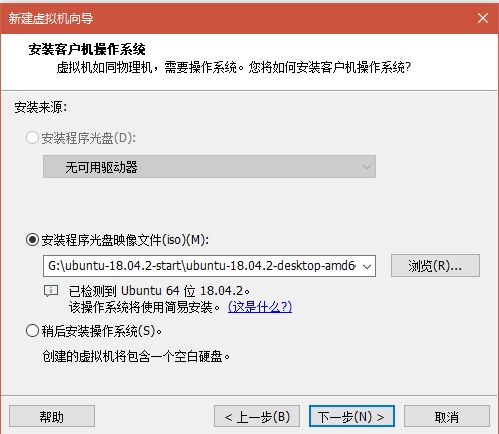 新建虚拟机向导
安装客户机操作系统
虚拟机如同物理机，需要操作系统。您将如何安装客户机操作系统?
安装来源:
安装程序光盘(D):
无可用驱动器
安装程序光盘映像文件(iso)(M):
G:\ubuntu-18.04.2-start\ubuntu-18.04.2-desktop-amd6
浏览(R)...
已检测到 Ubuntu 64 位 18.04.2。
该操作系统将使用简易安装。 (这是什么?)
稍后安装操作系统(S)。
创建的虚拟机将包含一个空白硬盘。
帮助 < 上一步(B) 下一步(N) > 取消